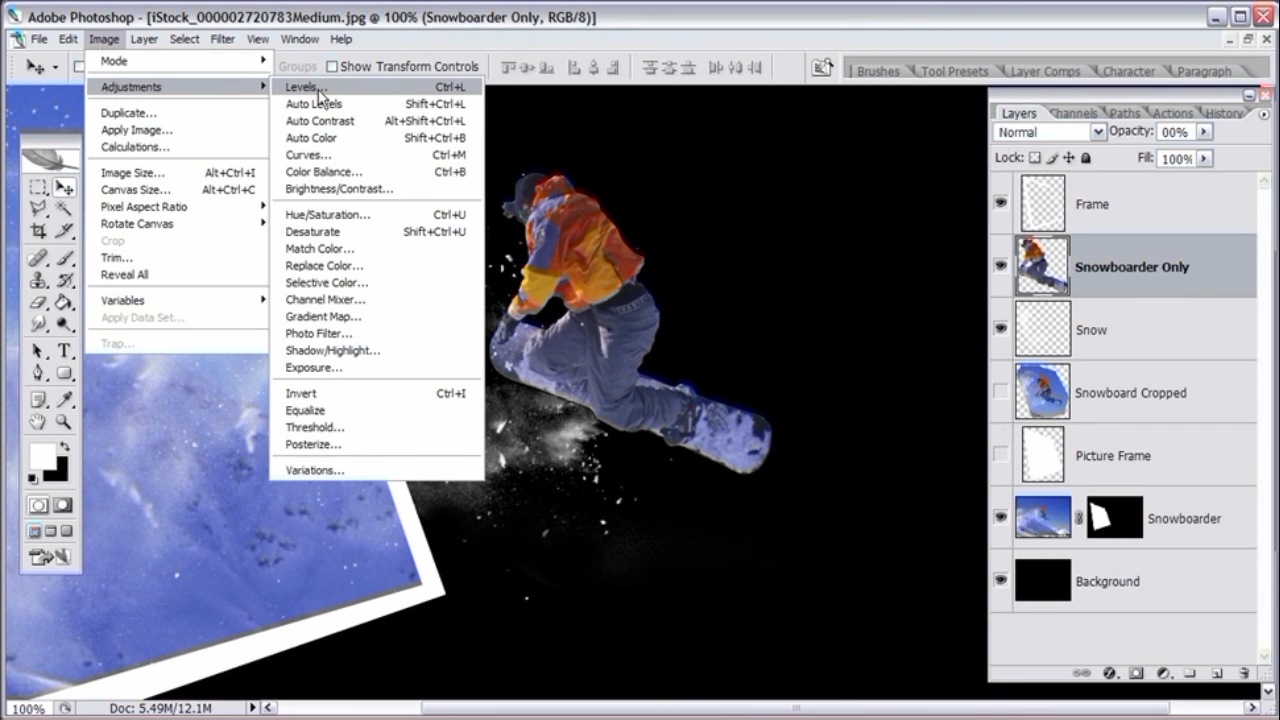 Adobe Photoshop - [iStock_000002720783Medium.jpg @ 100% (Snowboarder Only, RGB/8)]
File Edit Image Layer Select Filter View Window Help
Groups Show Transform Controls
Brushes Tool Presets Layer Comps Character Paragraph
Mode
Adjustments
Duplicate...
Apply Image...
Calculations...
Image Size... Alt+Ctrl+I
Canvas Size... Alt+Ctrl+C
Pixel Aspect Ratio
Rotate Canvas
Crop
Trim...
Reveal All
Variables
Apply Data Set...
Trap...
Levels... Ctrl+L
Auto Levels Shift+Ctrl+L
Auto Contrast Alt+Shift+Ctrl+L
Auto Color Shift+Ctrl+B
Curves... Ctrl+M
Color Balance... Ctrl+B
Brightness/Contrast...
Hue/Saturation... Ctrl+U
Desaturate Shift+Ctrl+U
Match Color...
Replace Color...
Selective Color...
Channel Mixer...
Gradient Map...
Photo Filter...
Shadow/Highlight...
Exposure...
Invert Ctrl+I
Equalize
Threshold...
Posterize...
Variations...
Layers Channels Paths Actions History
Normal Opacity: 00%
Lock: Fill: 100%
Frame
Snowboarder Only
Snow
Snowboard Cropped
Picture Frame
Snowboarder
Background
100% Doc: 5.49M/12.1M